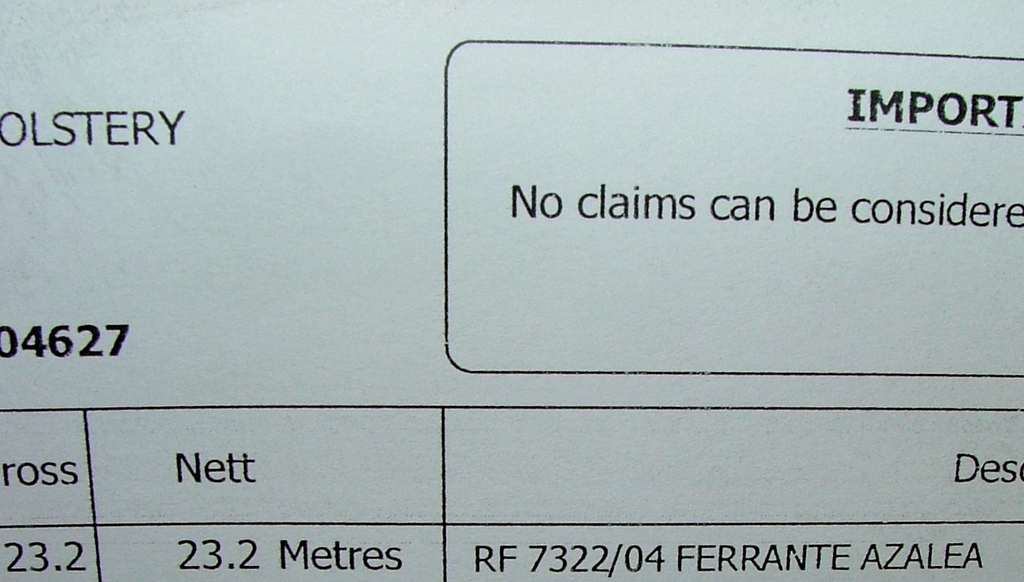 OLSTERY
IMPORT
No claims can be considere
04627
ross Nett Desc
23.2 23.2 Metres RF 7322/04 FERRANTE AZALEA